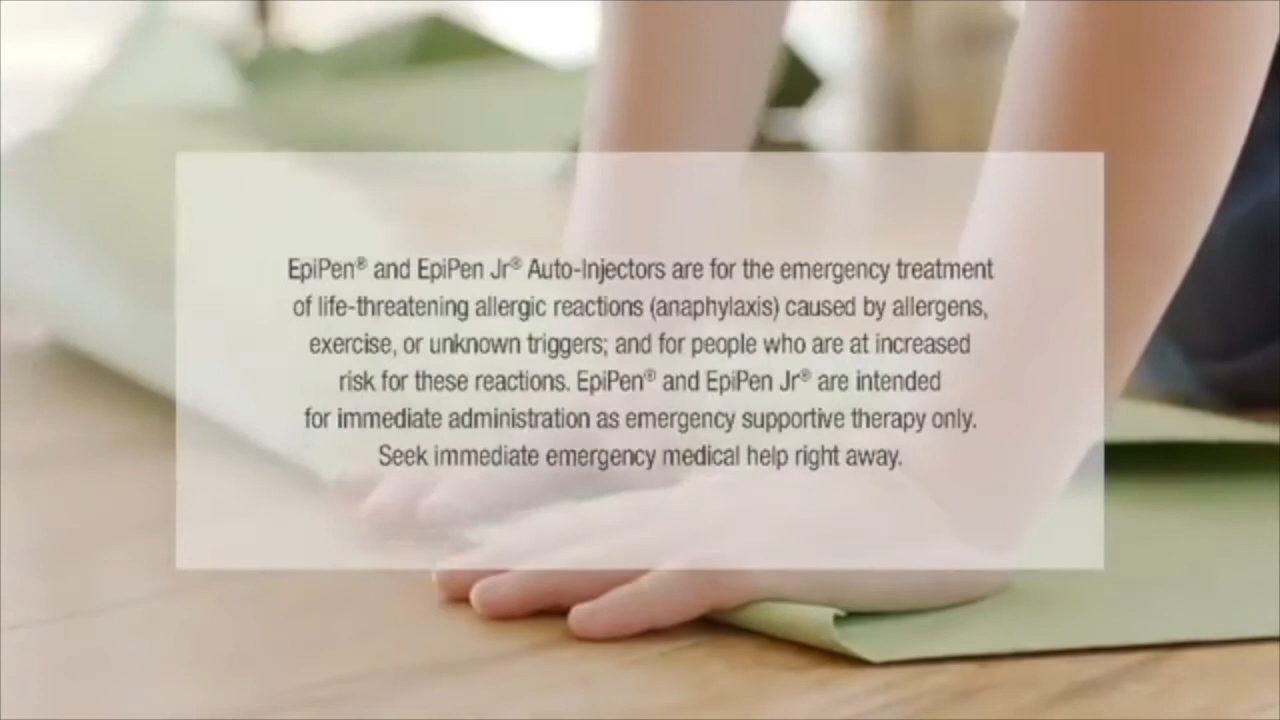 EpiPen® and EpiPen Jr® Auto-Injectors are for the emergency treatment
of life-threatening allergic reactions (anaphylaxis) caused by allergens,
exercise, or unknown triggers; and for people who are at increased
risk for these reactions. EpiPen® and EpiPen Jr® are intended
for immediate administration as emergency supportive therapy only.
Seek immediate emergency medical help right away.